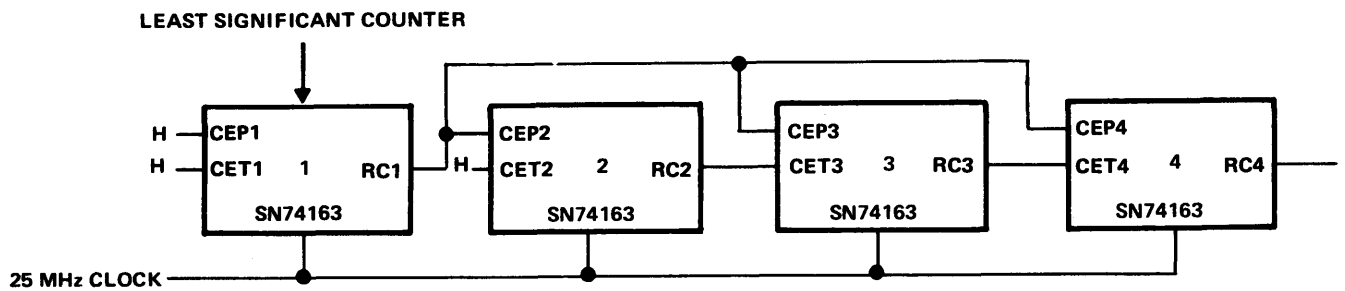 LEAST SIGNIFICANT COUNTER
H
CEP1
H
CET1
1
RC1
SN74163
CEP2
H
CET2
2
RC2
SN74163
CEP3
CET3
3
RC3
SN74163
CEP4
CET4
4
RC4
SN74163
25 MHz CLOCK